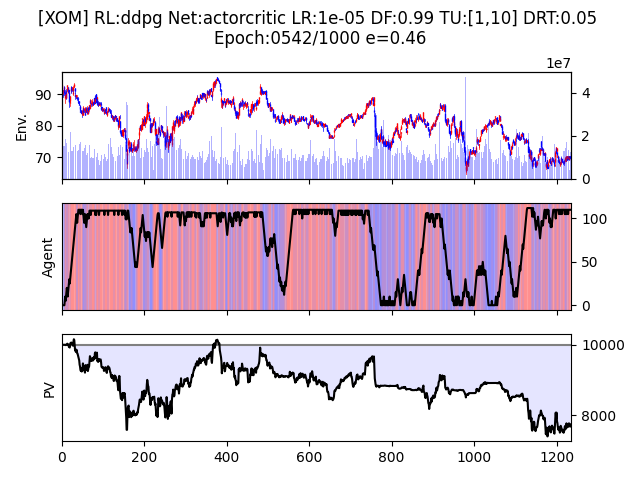 [XOM] RL:ddpg Net:actorcritic LR:1e-05 DF:0.99 TU:[1,10] DRT:0.05
Epoch:0542/1000 e=0.46
1e7
Env.
90
80
70
4
2
0
Agent
100
50
0
PV
10000
8000
0 200 400 600 800 1000 1200